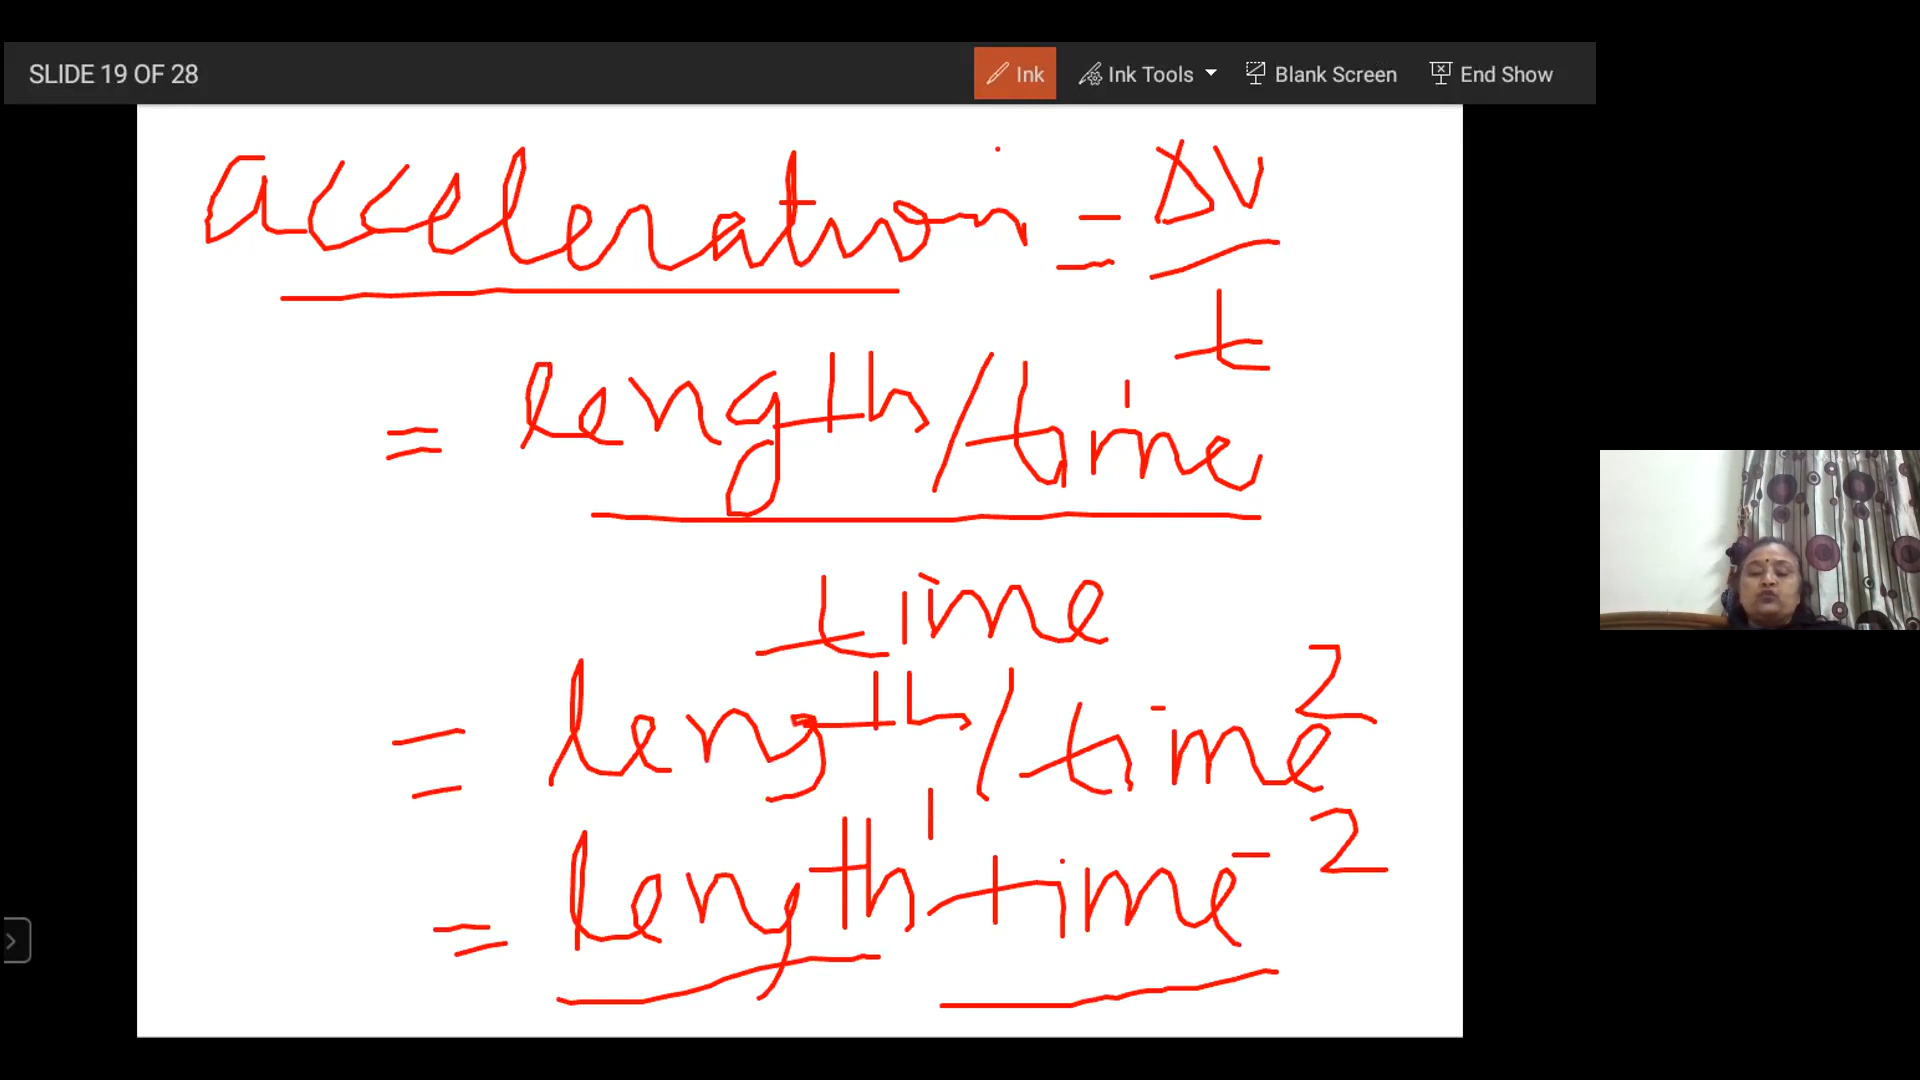 SLIDE 19 OF 28 Ink Ink Tools Blank Screen End Show
acceleration = ΔV
t
= length/time
time
= length/time²
= length¹ time⁻²